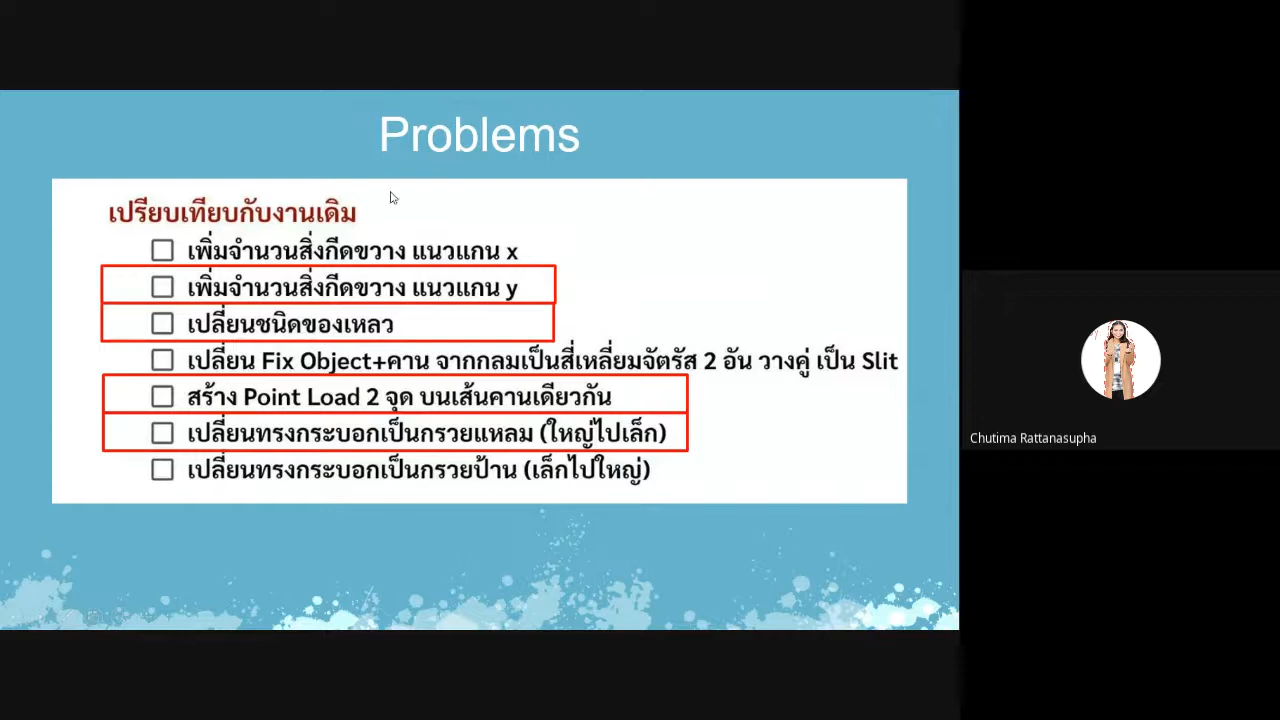 Problems
เปรียบเทียบกับงานเดิม
เพิ่มจำนวนสิ่งกีดขวาง แนวแกน x
เพิ่มจำนวนสิ่งกีดขวาง แนวแกน y
เปลี่ยนชนิดของเหลว
เปลี่ยน Fix Object+คาน จากกลมเป็นสี่เหลี่ยมจัตรัส 2 อัน วางคู่ เป็น Slit
สร้าง Point Load 2 จุด บนเส้นคานเดียวกัน
เปลี่ยนทรงกระบอกเป็นกรวยแหลม (ใหญ่ไปเล็ก)
เปลี่ยนทรงกระบอกเป็นกรวยป้าน (เล็กไปใหญ่)
Chutima Rattanasupha